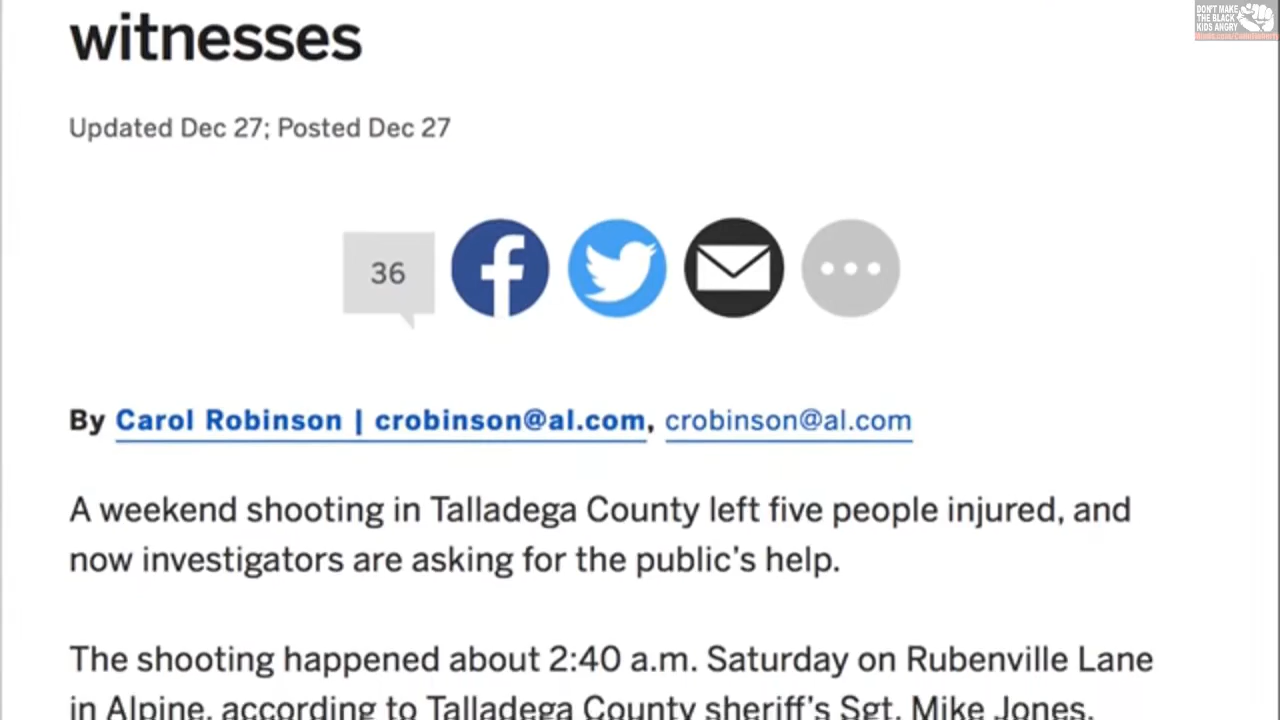 DON'T MAKE
THE BLACK
KIDS ANGRY
witnesses
Updated Dec 27; Posted Dec 27
36
By Carol Robinson | crobinson@al.com, crobinson@al.com
A weekend shooting in Talladega County left five people injured, and
now investigators are asking for the public's help.
The shooting happened about 2:40 a.m. Saturday on Rubenville Lane
in Alpine, according to Talladega County sheriff's Sgt. Mike Jones.